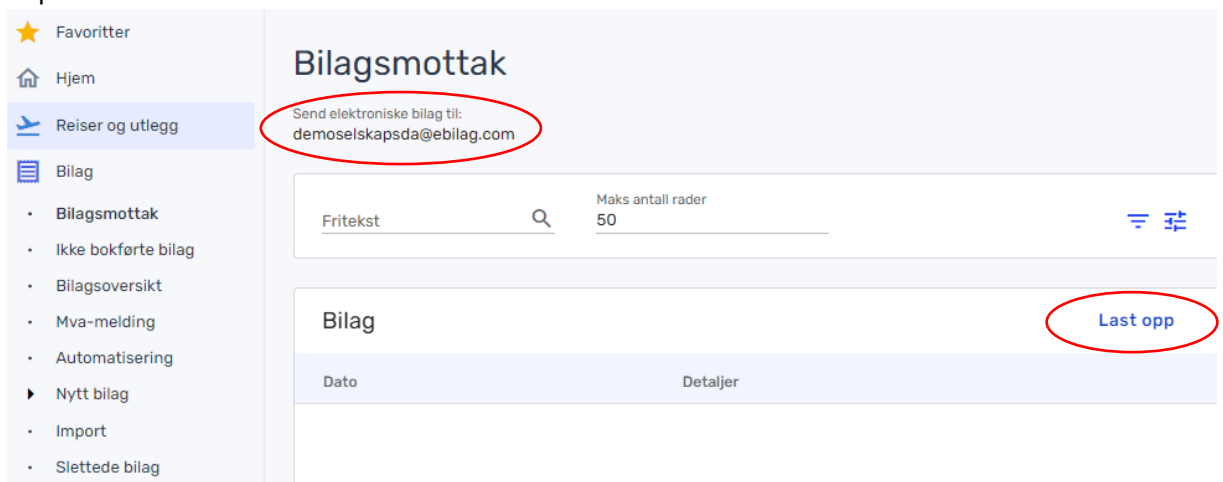 Favoritter
Hjem
Reiser og utlegg
Bilag
Bilagsmottak
Ikke bokførte bilag
Bilagsoversikt
Mva-melding
Automatisering
Nytt bilag
Import
Slettede bilag
Bilagsmottak
Send elektroniske bilag til:
demoselskapsda@ebilag.com
Fritekst
Maks antall rader
50
Bilag
Last opp
Dato Detaljer